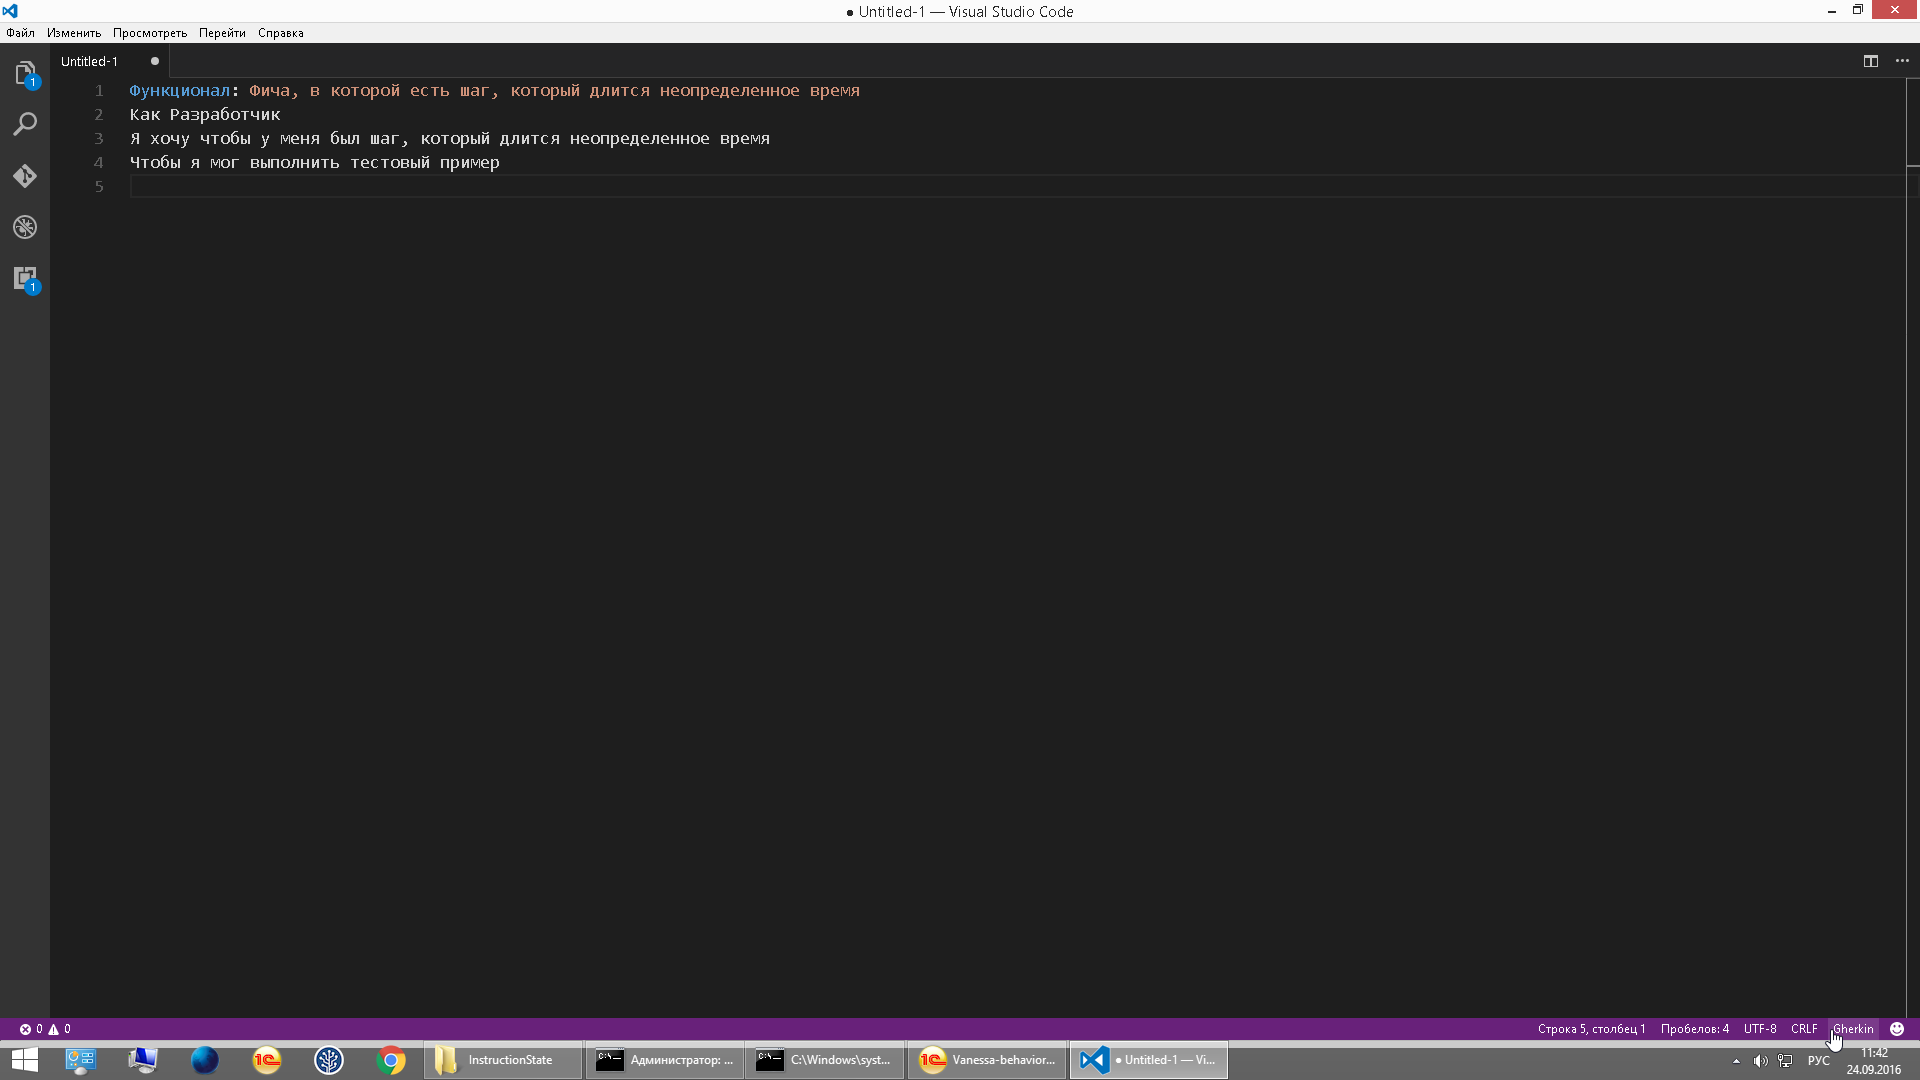 ● Untitled-1 — Visual Studio Code
Файл Изменить Просмотреть Перейти Справка
Untitled-1
1 Функционал: Фича, в которой есть шаг, который длится неопределенное время
2 Как Разработчик
3 Я хочу чтобы у меня был шаг, который длится неопределенное время
4 Чтобы я мог выполнить тестовый пример
5
1
1
0 0 Строка 5, столбец 1 Пробелов: 4 UTF-8 CRLF Gherkin
InstructionState Администратор: ... C:\Windows\syst... Vanessa-behavior... ● Untitled-1 — Vi... РУС 11:42
24.09.2016